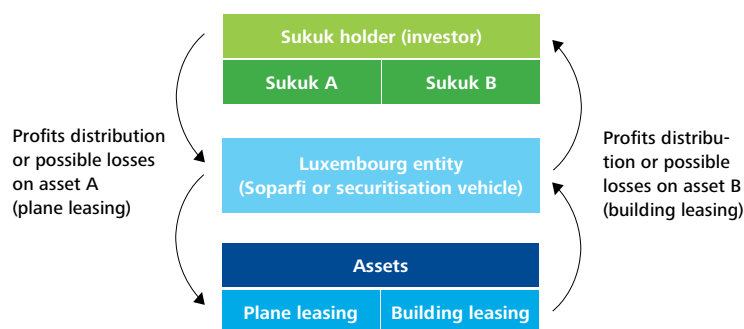 Sukuk holder (investor)
Sukuk A
Sukuk B
Profits distribution
or possible losses
on asset A
(plane leasing)
Luxembourg entity
(Soparfi or securitisation vehicle)
Profits distribu-
tion or possible
losses on asset B
(building leasing)
Assets
Plane leasing
Building leasing